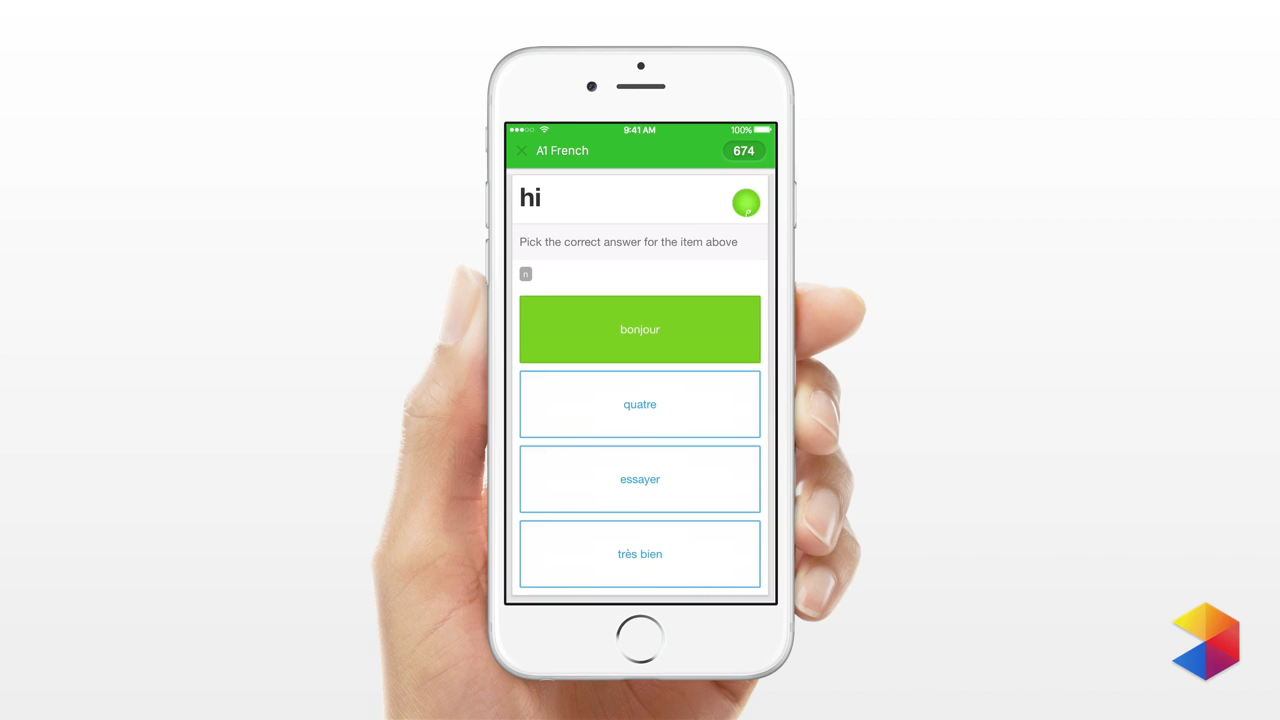 9:41 AM
100%
A1 French
674
hi
Pick the correct answer for the item above
n
bonjour
quatre
essayer
très bien